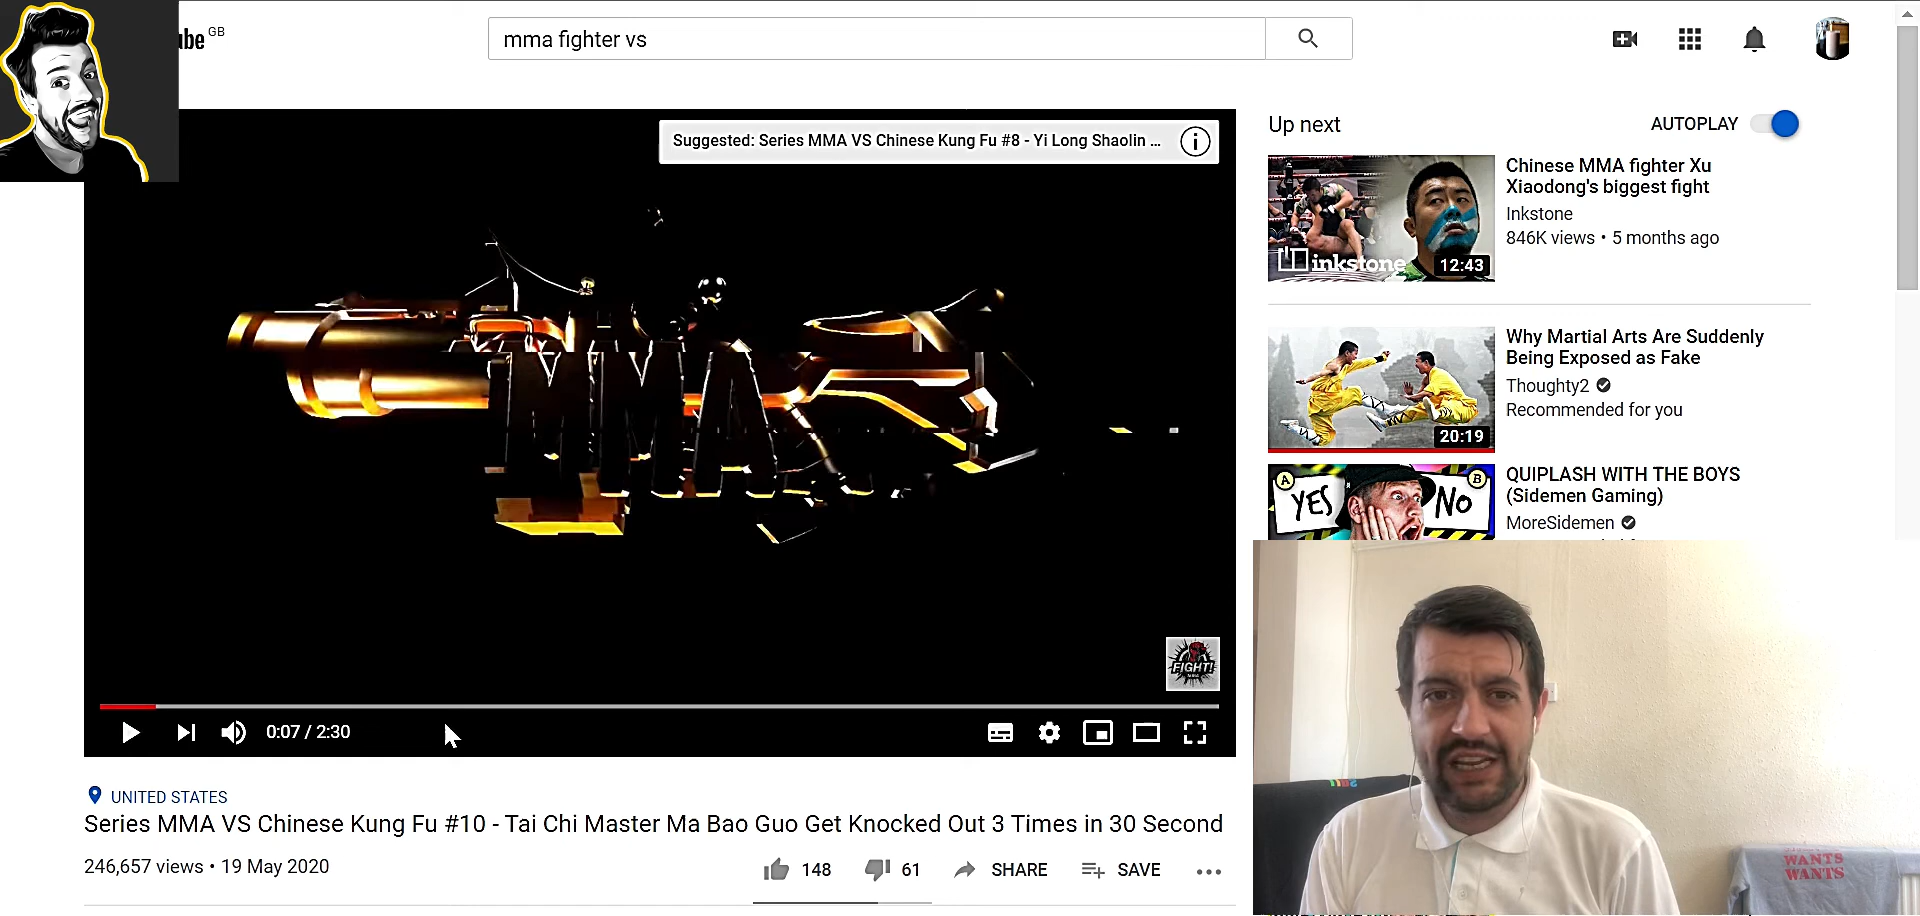 ube GB
mma fighter vs
Suggested: Series MMA VS Chinese Kung Fu #8 - Yi Long Shaolin ...
MMA
FIGHT!
MMA
0:07 / 2:30
UNITED STATES
Series MMA VS Chinese Kung Fu #10 - Tai Chi Master Ma Bao Guo Get Knocked Out 3 Times in 30 Second
246,657 views • 19 May 2020
148
61
SHARE
SAVE
Up next
AUTOPLAY
inkstone
12:43
Chinese MMA fighter Xu
Xiaodong's biggest fight
Inkstone
846K views • 5 months ago
20:19
Why Martial Arts Are Suddenly
Being Exposed as Fake
Thoughty2
Recommended for you
A
YES
B
NO
QUIPLASH WITH THE BOYS
(Sidemen Gaming)
MoreSidemen
WANTS
WANTS